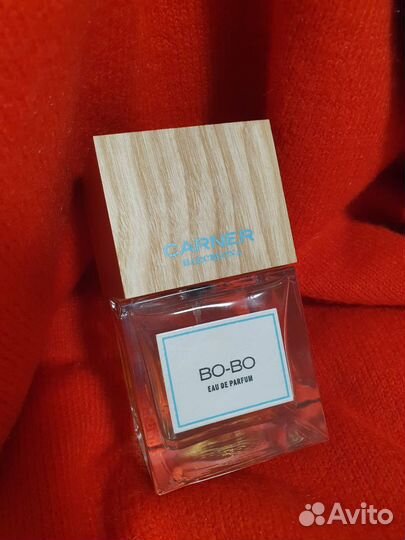 CARNER
BARCELONA
BO-BO
EAU DE PARFUM
Avito